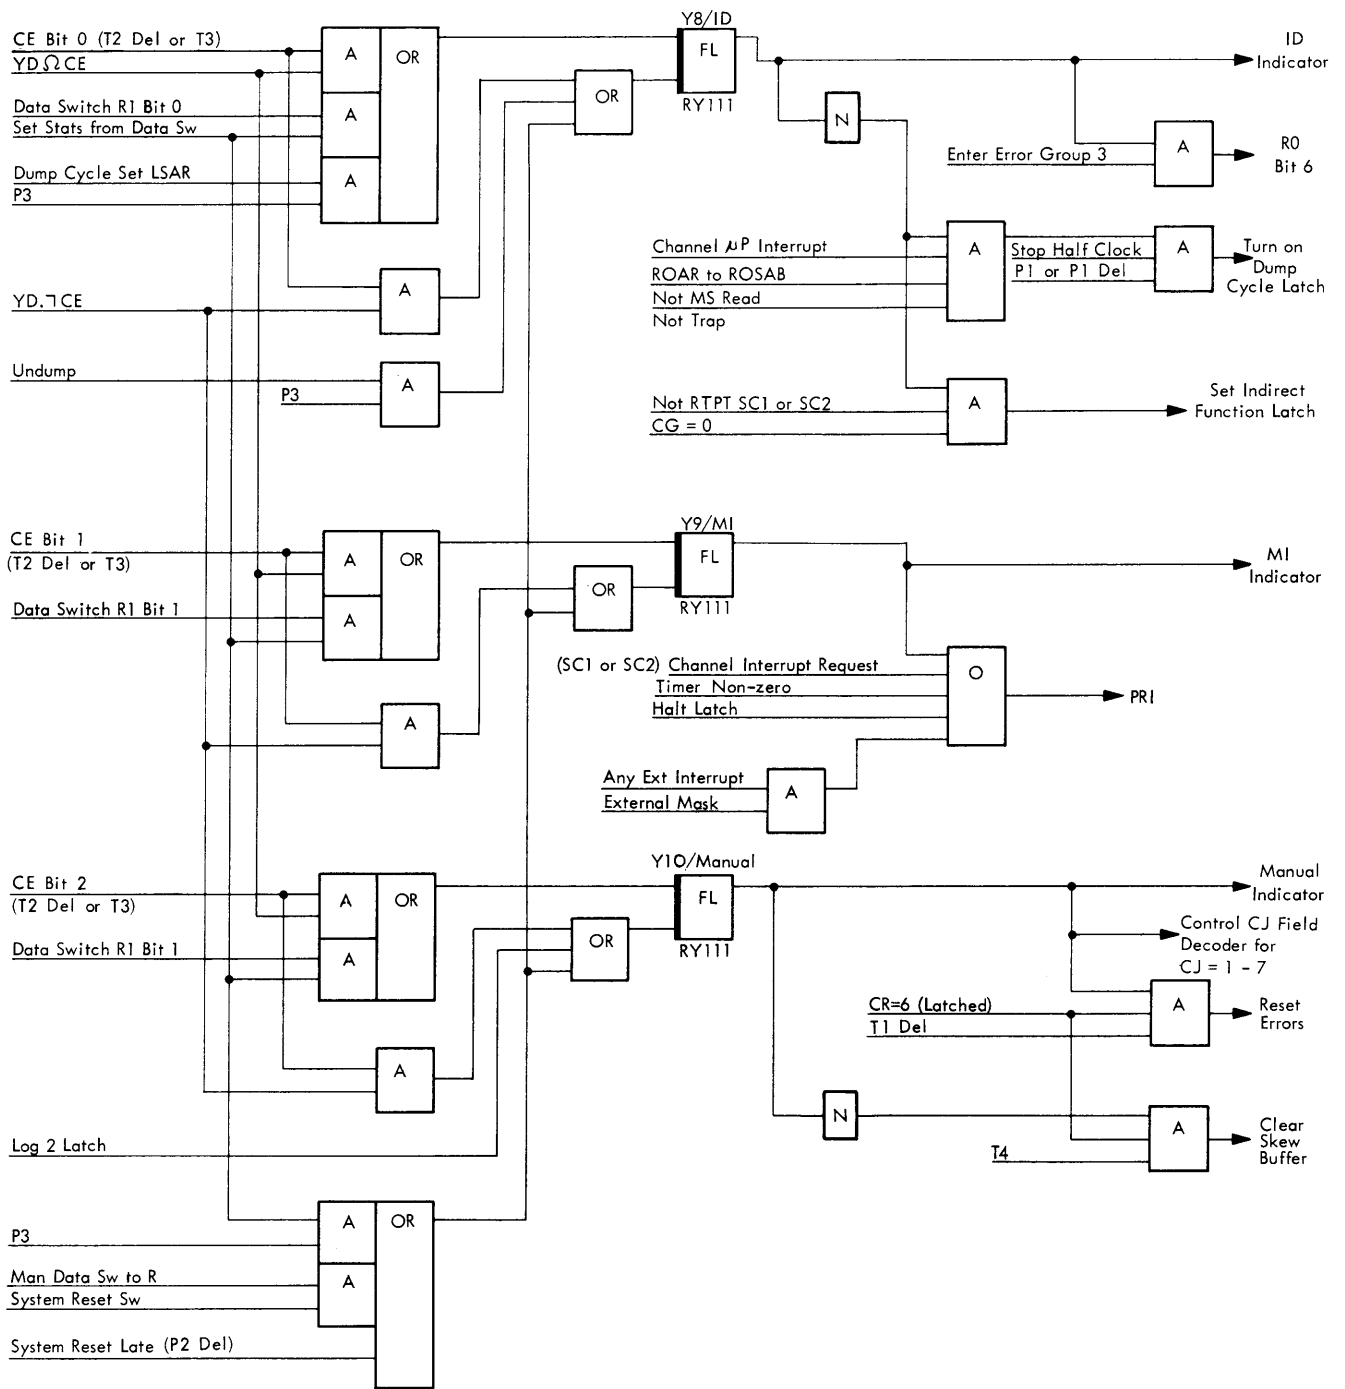 Y8/ID
CE Bit 0 (T2 Del or T3)
YDΩCE
A
OR
FL
ID
Indicator
Data Switch R1 Bit 0
A
OR
RY111
Set Stats from Data Sw
N
Enter Error Group 3
A
R0
Bit 6
Dump Cycle Set LSAR
A
P3
Channel μP Interrupt
A
Stop Half Clock
A
Turn on
Dump
Cycle Latch
ROAR to ROSAB
P1 or P1 Del
Not MS Read
Not Trap
YD.⅂CE
A
Undump
A
P3
Not RTPT SC1 or SC2
A
Set Indirect
Function Latch
CG = 0
Y9/MI
CE Bit 1
(T2 Del or T3)
A
OR
FL
MI
Indicator
Data Switch R1 Bit 1
A
OR
RY111
(SC1 or SC2) Channel Interrupt Request
O
Timer Non-zero
PRI
Halt Latch
A
Any Ext Interrupt
A
External Mask
Y10/Manual
CE Bit 2
(T2 Del or T3)
A
OR
FL
Manual
Indicator
Data Switch R1 Bit 1
A
OR
RY111
Control CJ Field
Decoder for
CJ = 1 - 7
CR=6 (Latched)
A
Reset
Errors
T1 Del
A
N
A
Clear
Skew
Buffer
Log 2 Latch
T4
A
OR
P3
Man Data Sw to R
A
System Reset Sw
System Reset Late (P2 Del)